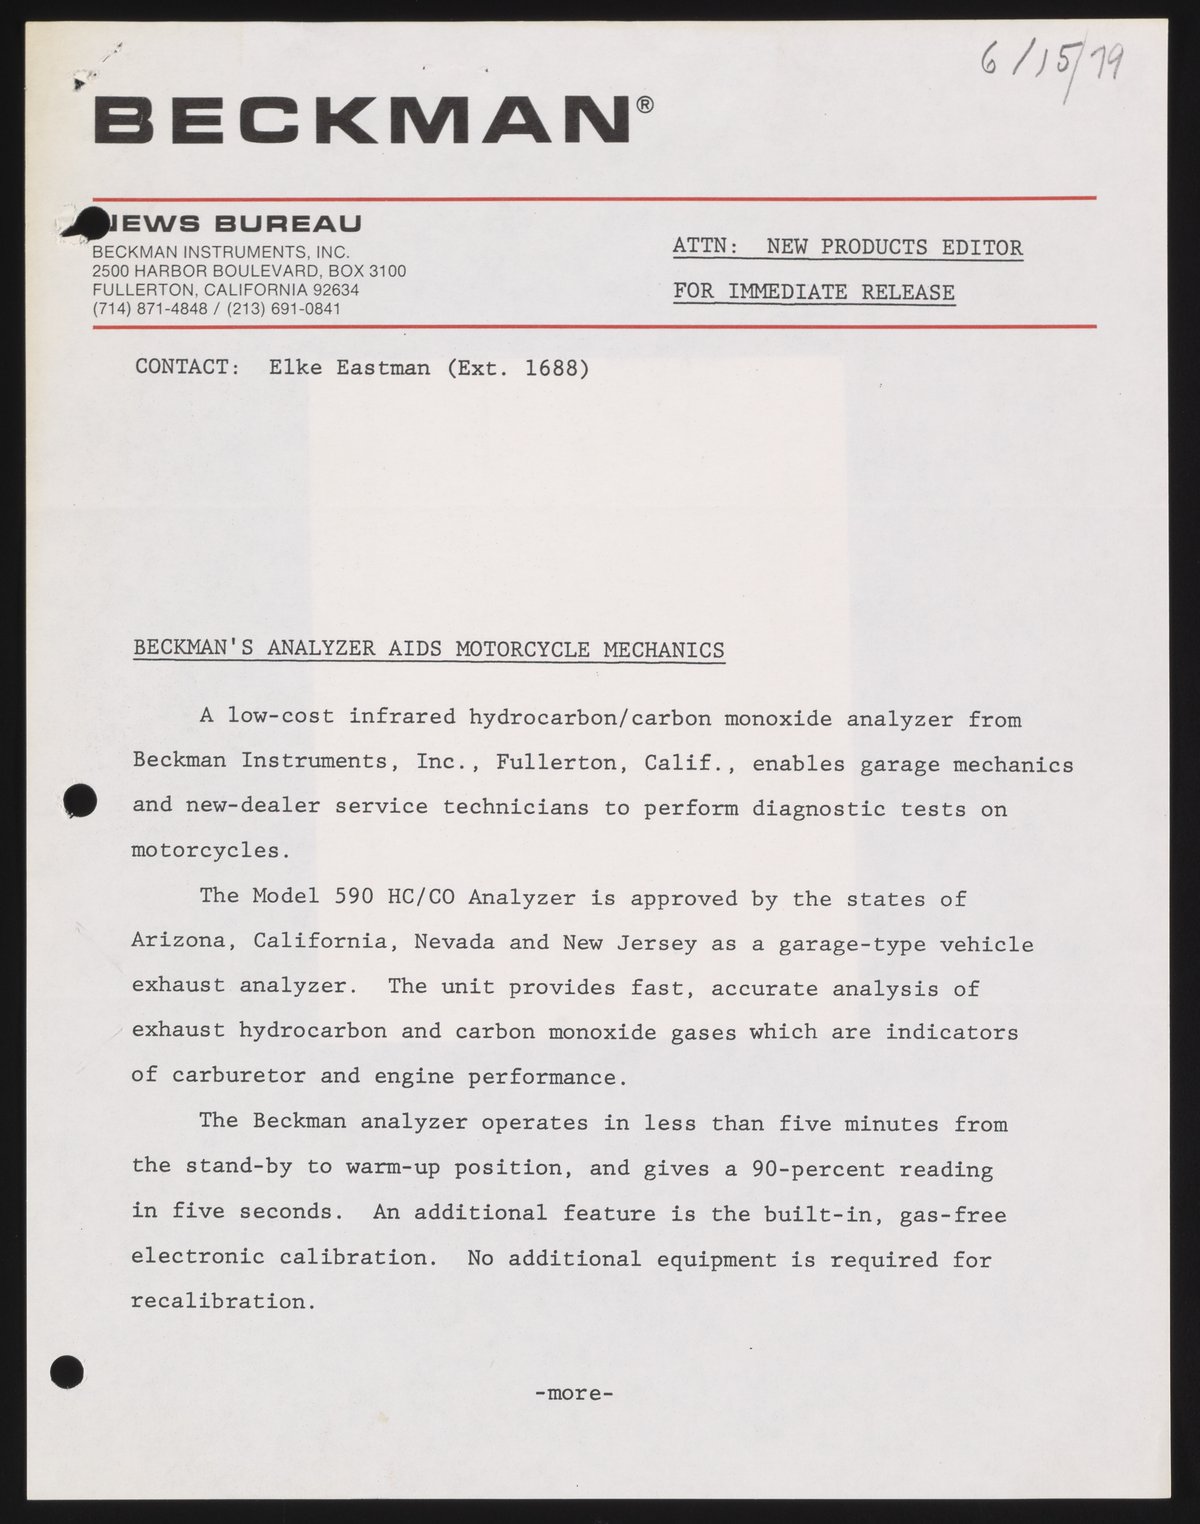 6/15/79
BECKMAN®
NEWS BUREAU
BECKMAN INSTRUMENTS, INC.
2500 HARBOR BOULEVARD, BOX 3100
FULLERTON, CALIFORNIA 92634
(714) 871-4848 / (213) 691-0841
ATTN: NEW PRODUCTS EDITOR
FOR IMMEDIATE RELEASE
CONTACT: Elke Eastman (Ext. 1688)
BECKMAN'S ANALYZER AIDS MOTORCYCLE MECHANICS
A low-cost infrared hydrocarbon/carbon monoxide analyzer from
Beckman Instruments, Inc., Fullerton, Calif., enables garage mechanics
and new-dealer service technicians to perform diagnostic tests on
motorcycles.
The Model 590 HC/CO Analyzer is approved by the states of
Arizona, California, Nevada and New Jersey as a garage-type vehicle
exhaust analyzer. The unit provides fast, accurate analysis of
exhaust hydrocarbon and carbon monoxide gases which are indicators
of carburetor and engine performance.
The Beckman analyzer operates in less than five minutes from
the stand-by to warm-up position, and gives a 90-percent reading
in five seconds. An additional feature is the built-in, gas-free
electronic calibration. No additional equipment is required for
recalibration.
-more-